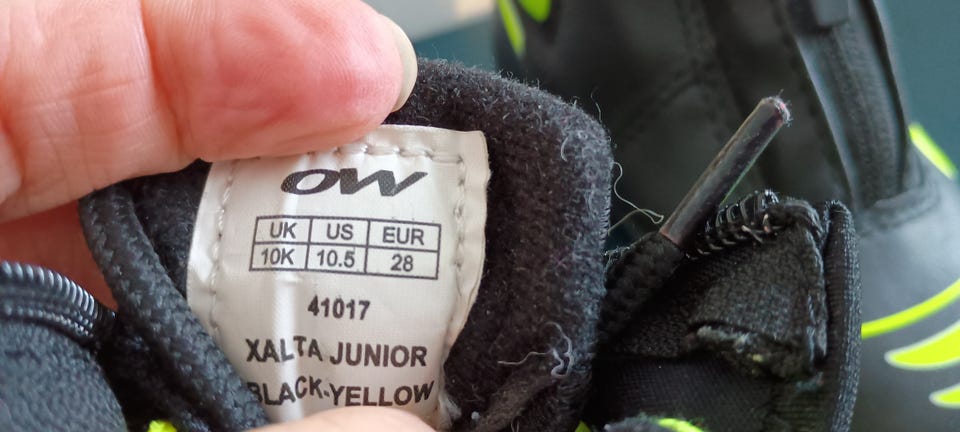 OW
UK US EUR
10K 10.5 28
41017
XALTA JUNIOR
BLACK-YELLOW